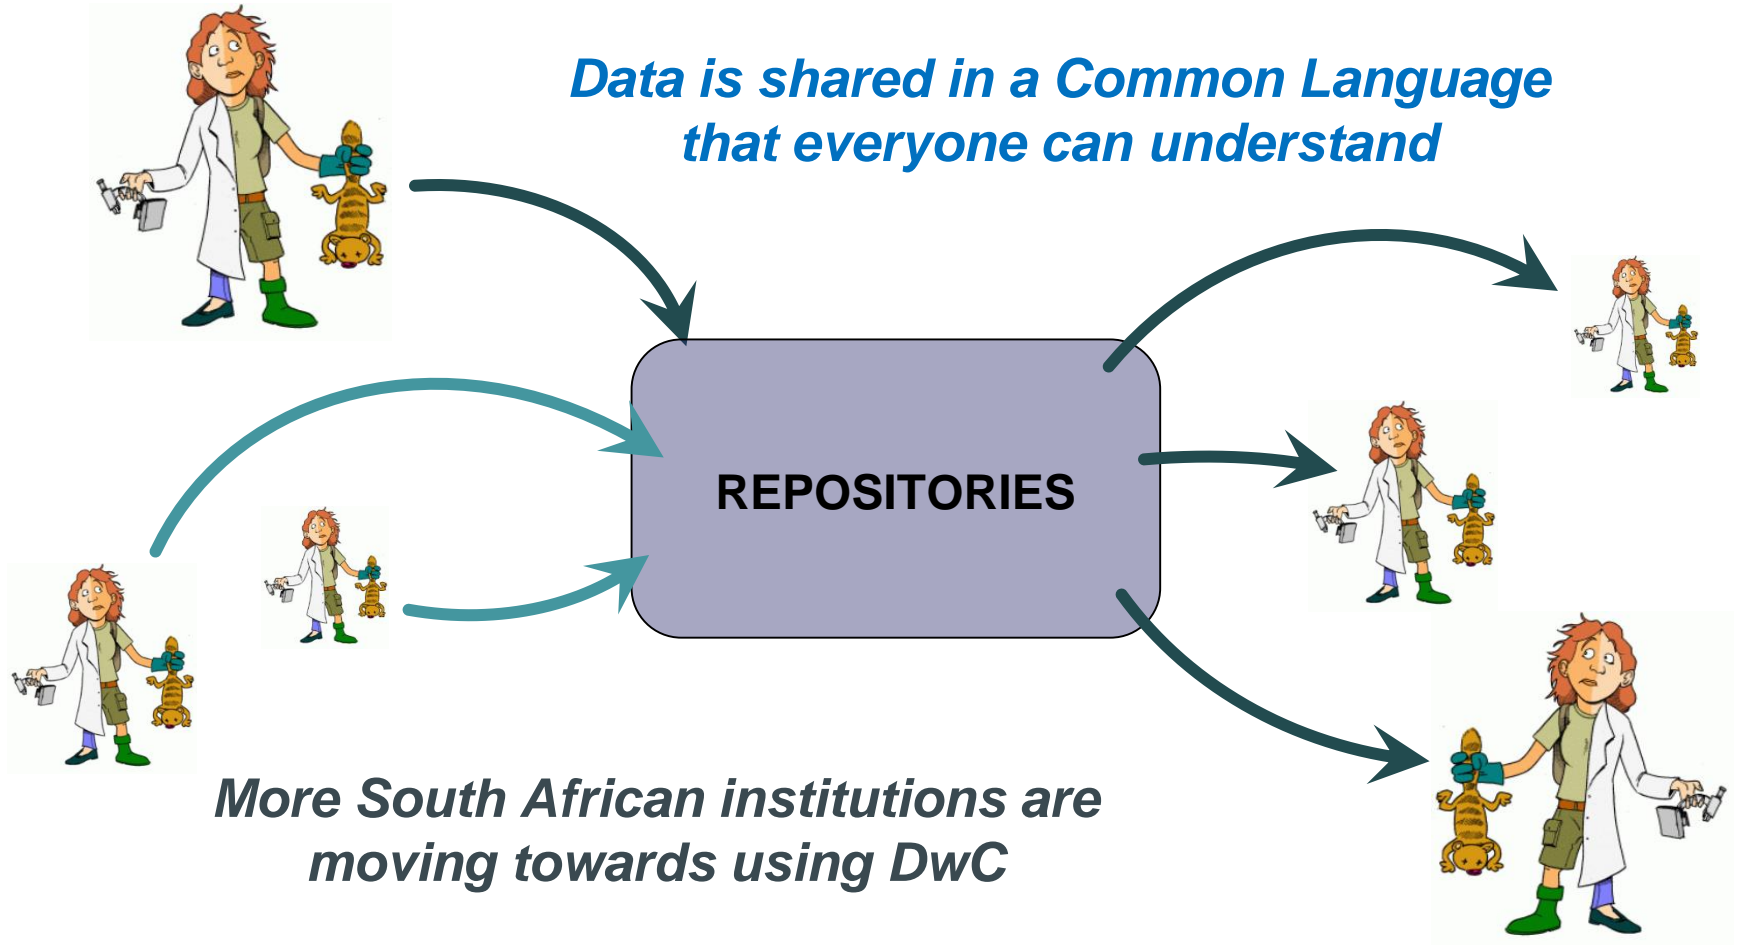 Data is shared in a Common Language
that everyone can understand
REPOSITORIES
More South African institutions are
moving towards using DwC